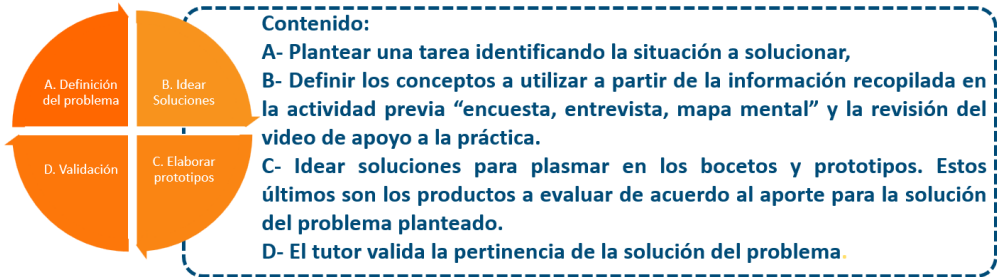 A. Definición
del problema
B. Idear
Soluciones
D. Validación
C. Elaborar
prototipos
Contenido:
A- Plantear una tarea identificando la situación a solucionar,
B- Definir los conceptos a utilizar a partir de la información recopilada en
la actividad previa “encuesta, entrevista, mapa mental” y la revisión del
video de apoyo a la práctica.
C- Idear soluciones para plasmar en los bocetos y prototipos. Estos
últimos son los productos a evaluar de acuerdo al aporte para la solución
del problema planteado.
D- El tutor valida la pertinencia de la solución del problema.